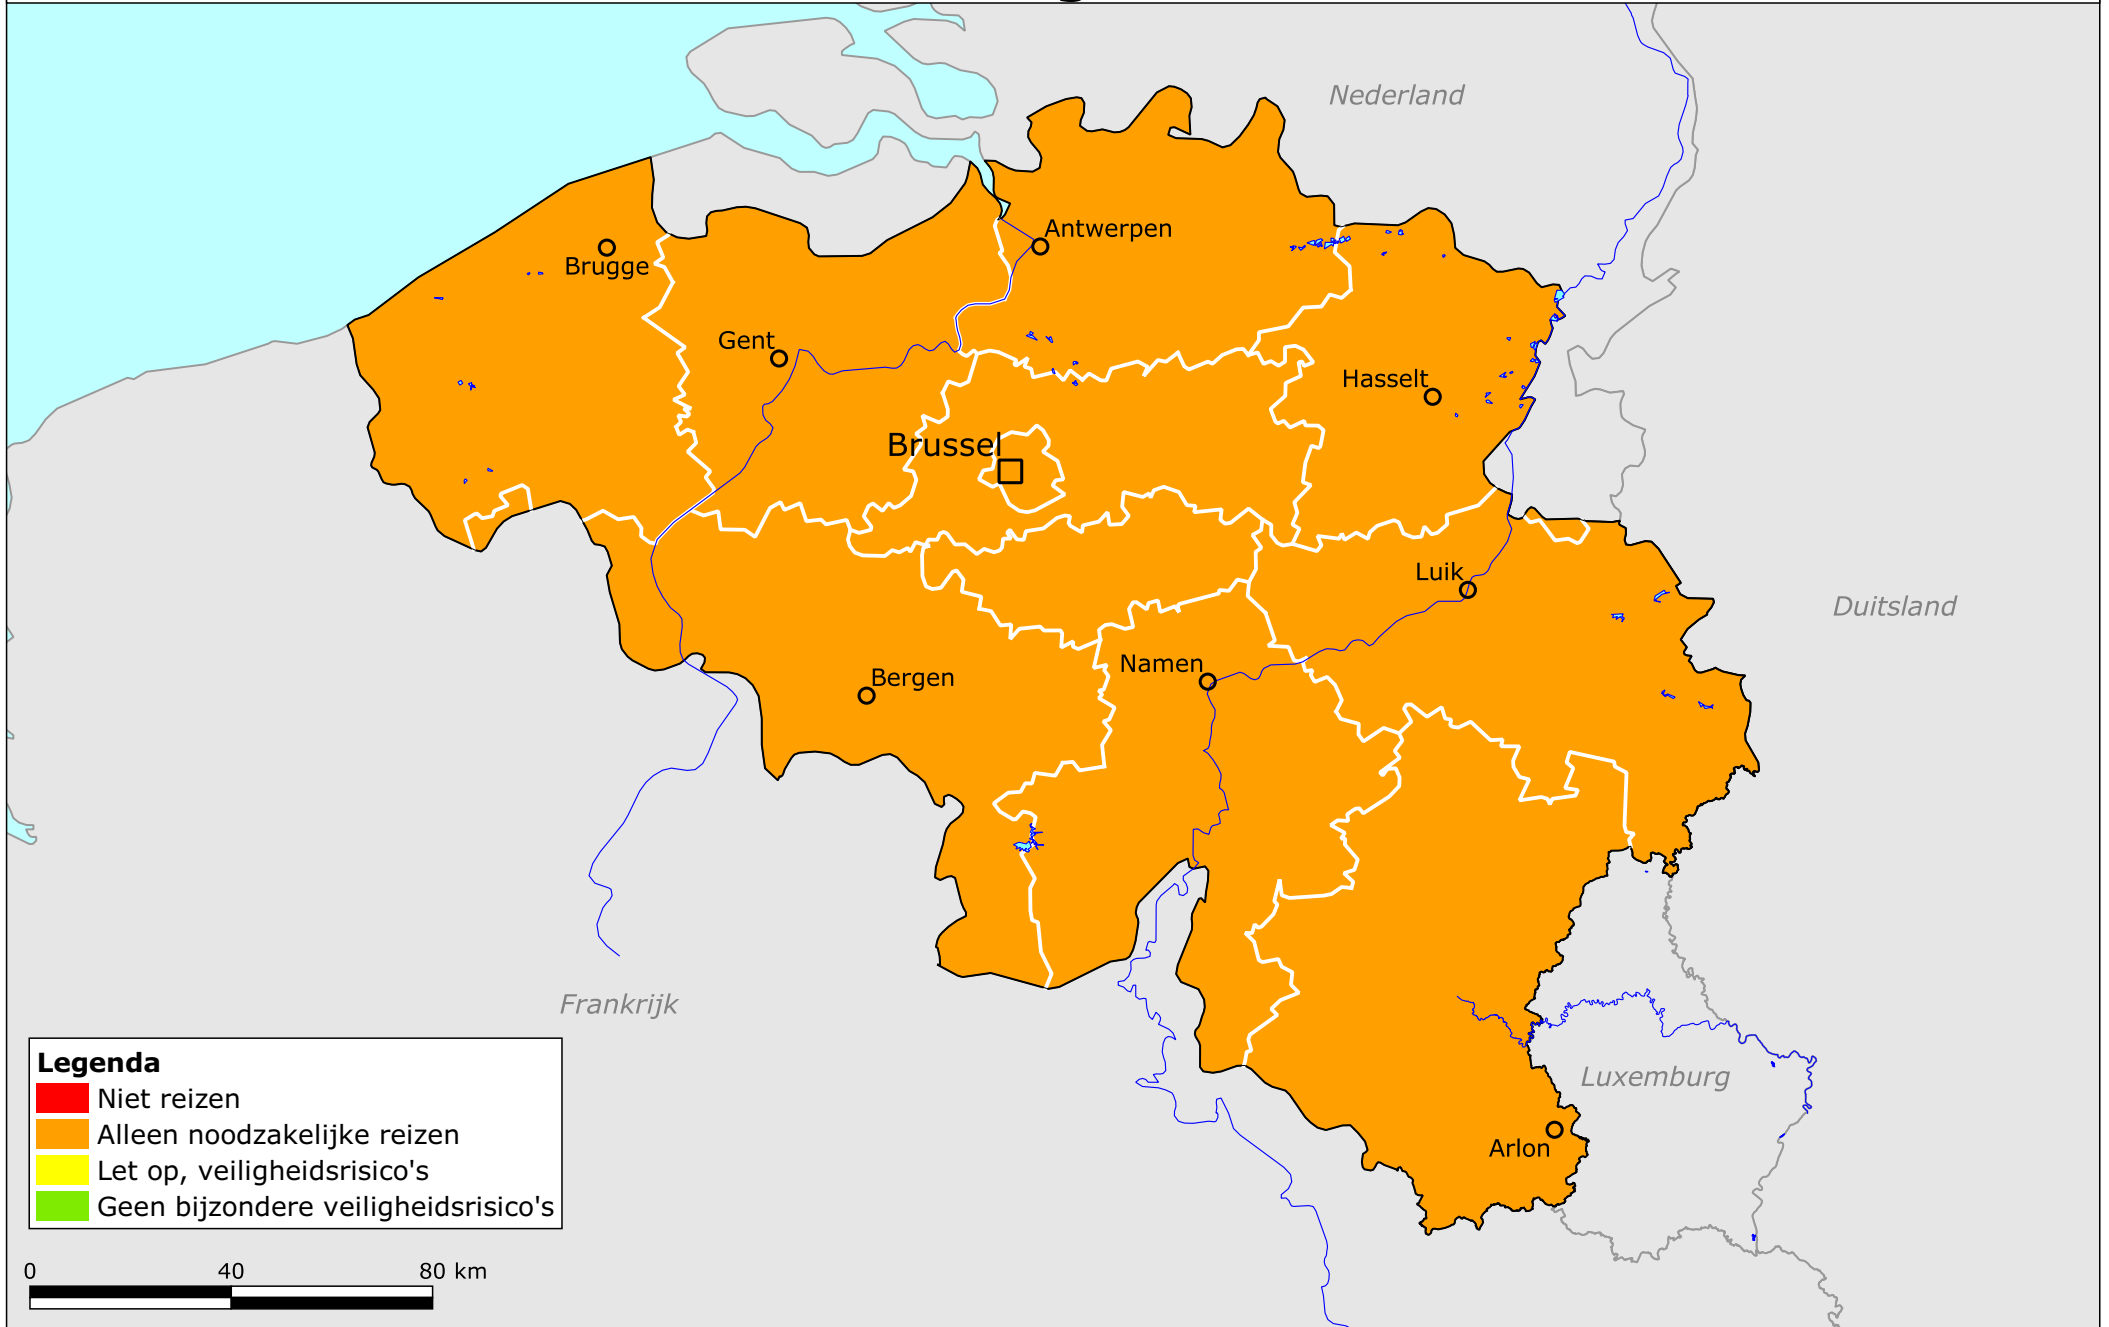 Nederland
Antwerpen
Brugge
Gent
Hasselt
Brussel
Luik
Duitsland
Namen
Bergen
Frankrijk
Luxemburg
Arlon
Legenda
Niet reizen
Alleen noodzakelijke reizen
Let op, veiligheidsrisico's
Geen bijzondere veiligheidsrisico's
0 40 80 km